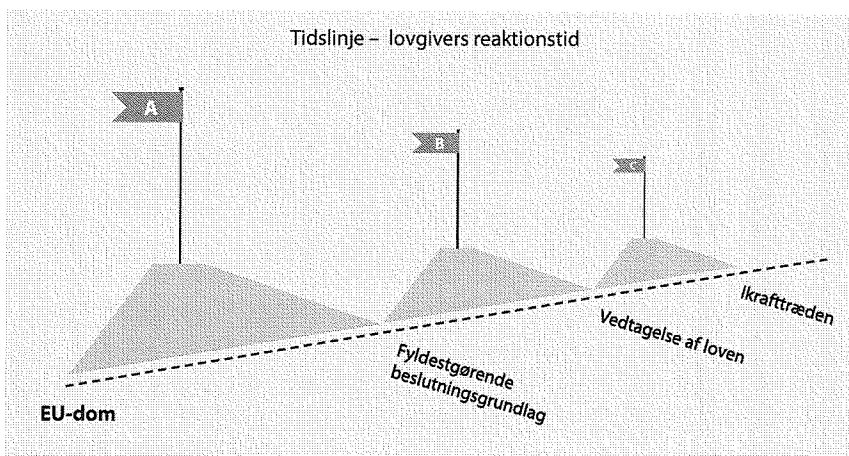 Tidslinje – lovgivers reaktionstid
A
B
C
Ikrafttræden
Vedtagelse af loven
Fyldestgørende
beslutningsgrundlag
EU-dom